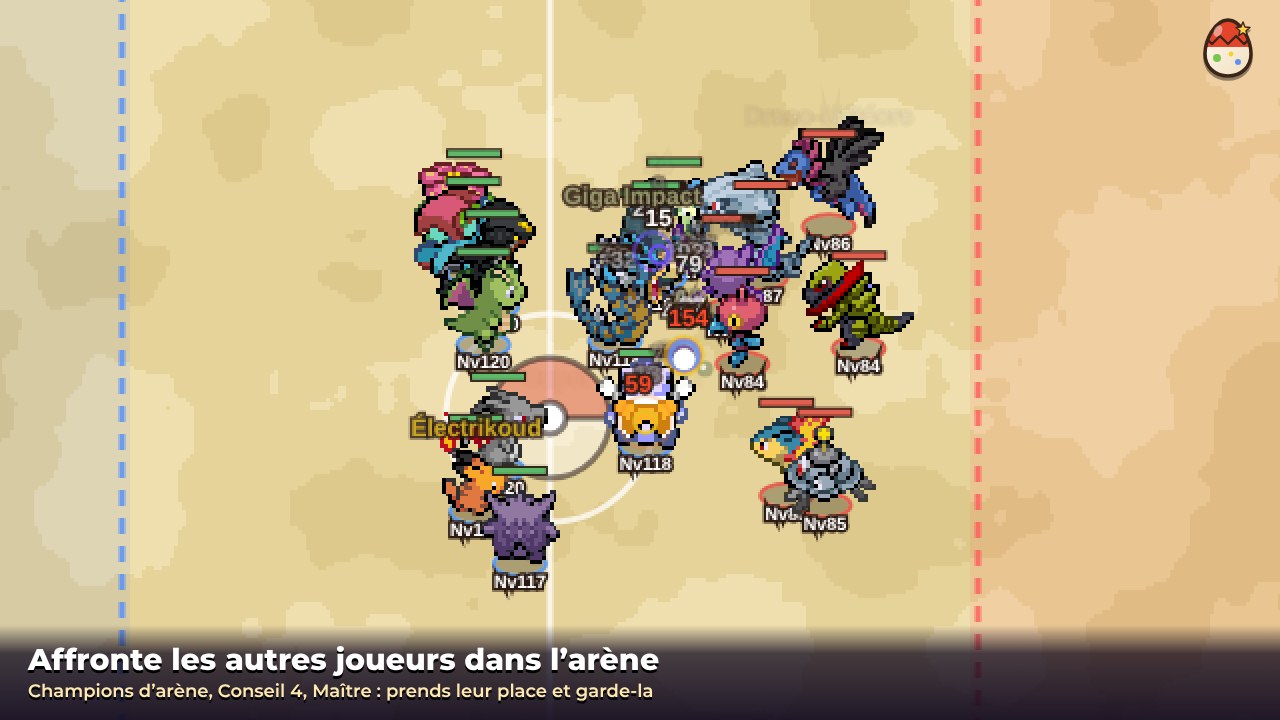 Giga Impact
15
79
Nv86
87
154
Nv120
Nv84
Nv84
59
Électrikoud
Nv118
Nv85
Nv117
Affronte les autres joueurs dans l’arène
Champions d’arène, Conseil 4, Maître : prends leur place et garde-la